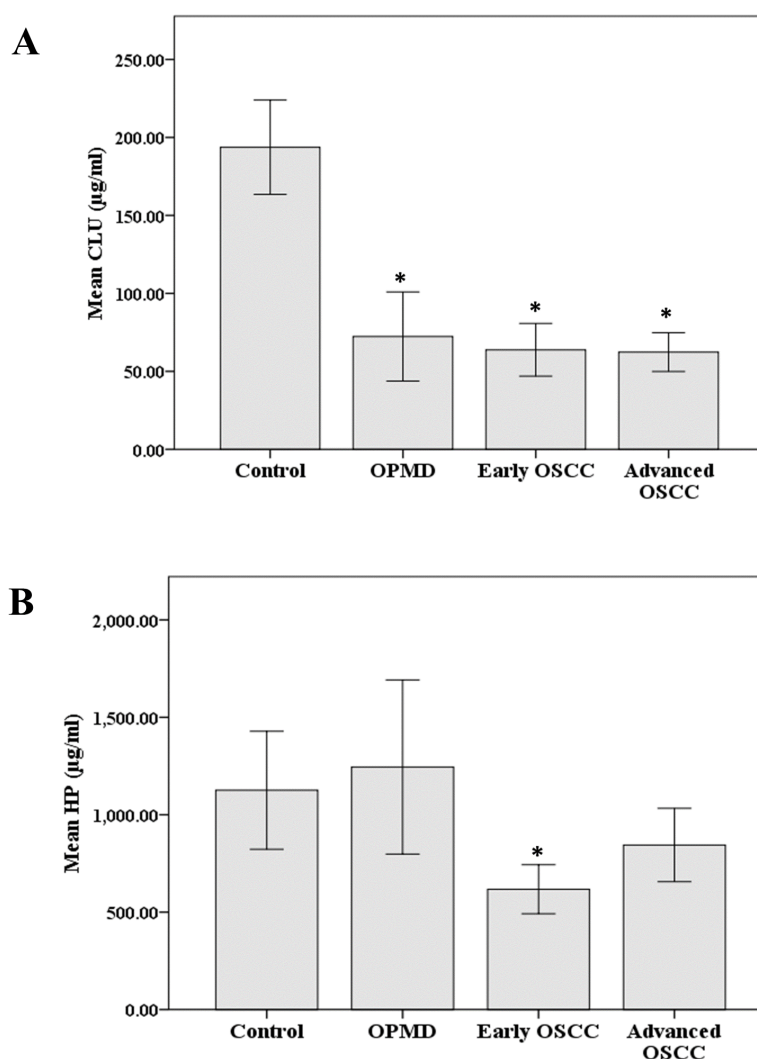 A
Mean CLU (µg/ml)
250.00
200.00
150.00
100.00
50.00
0.00
*
*
*
Control
OPMD
Early OSCC
Advanced
OSCC
B
Mean HP (µg/ml)
2,000.00
1,500.00
1,000.00
500.00
0.00
*
Control
OPMD
Early OSCC
Advanced
OSCC